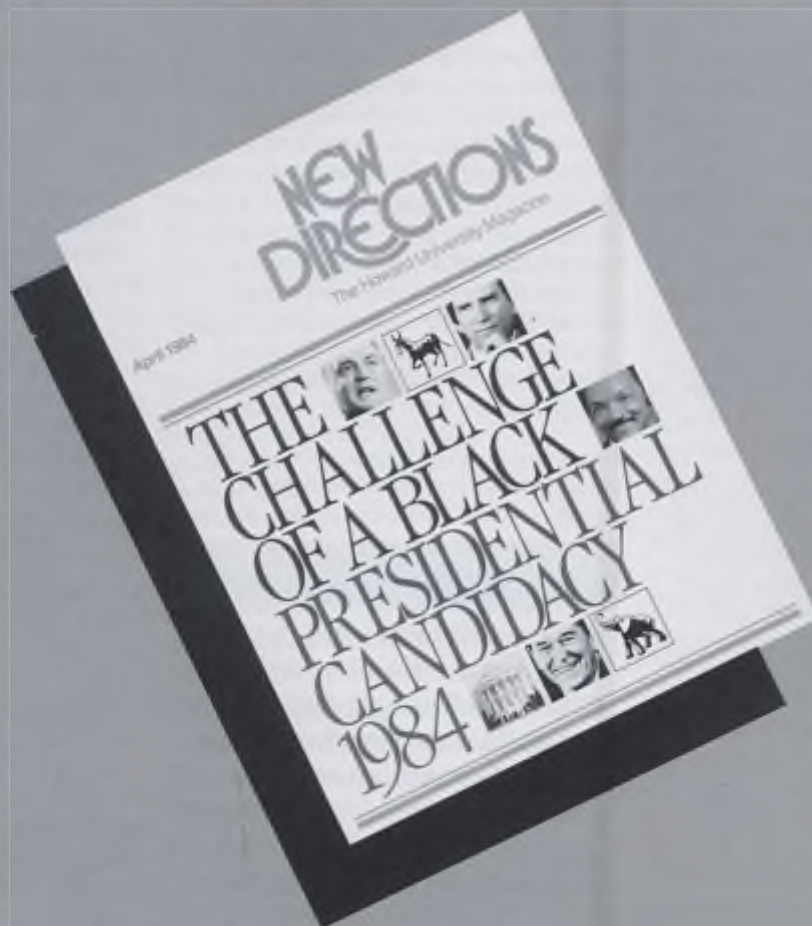 NEW
DIRECTIONS
The Howard University Magazine
April 1984
THE
CHALLENGE
OF A BLACK
PRESIDENTIAL
CANDIDACY
1984